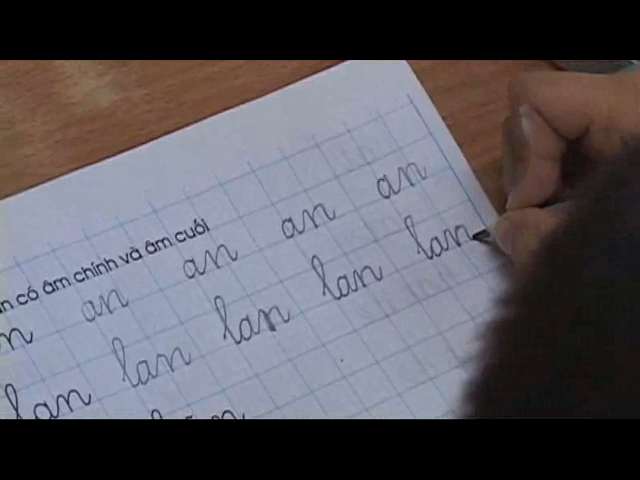 có âm chính và âm cuối
an an an an
lan lan lan lan lan